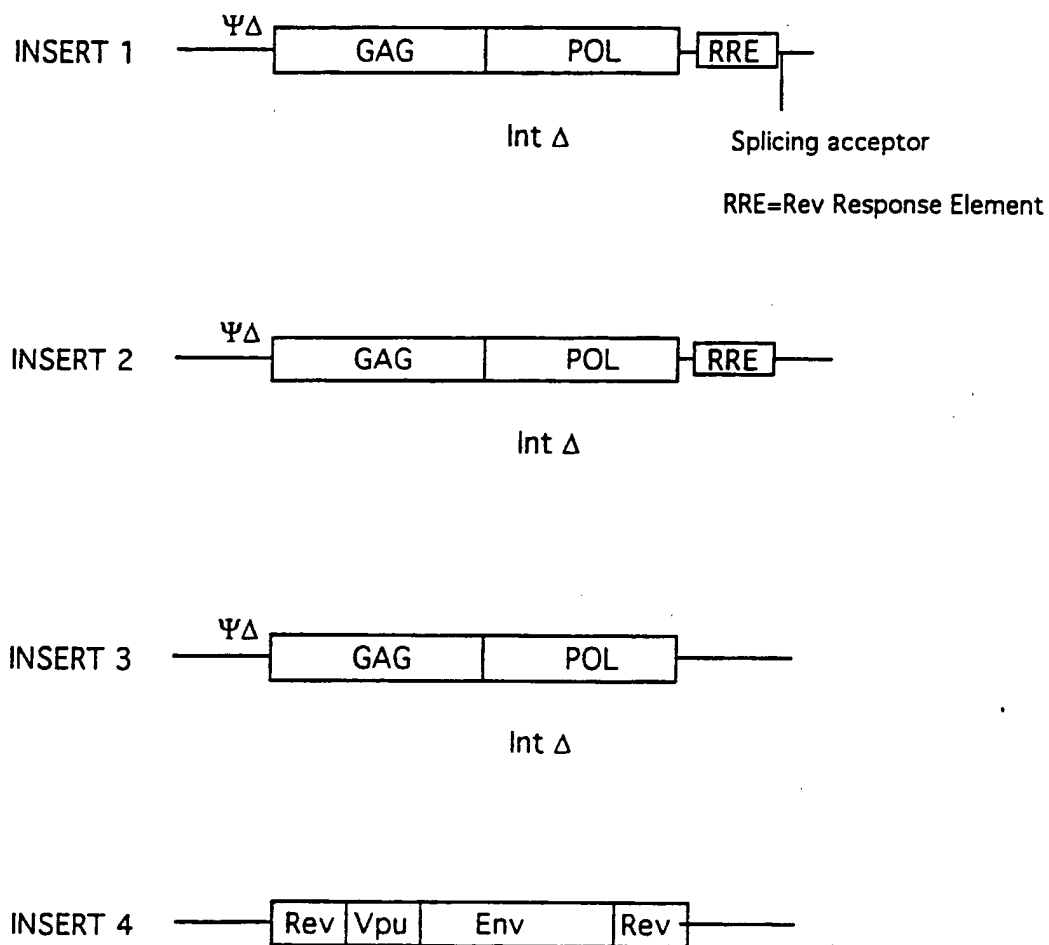 ΨΔ
INSERT 1 GAG POL RRE
Int Δ
Splicing acceptor
RRE=Rev Response Element
ΨΔ
INSERT 2 GAG POL RRE
Int Δ
ΨΔ
INSERT 3 GAG POL
Int Δ
INSERT 4 Rev Vpu Env Rev